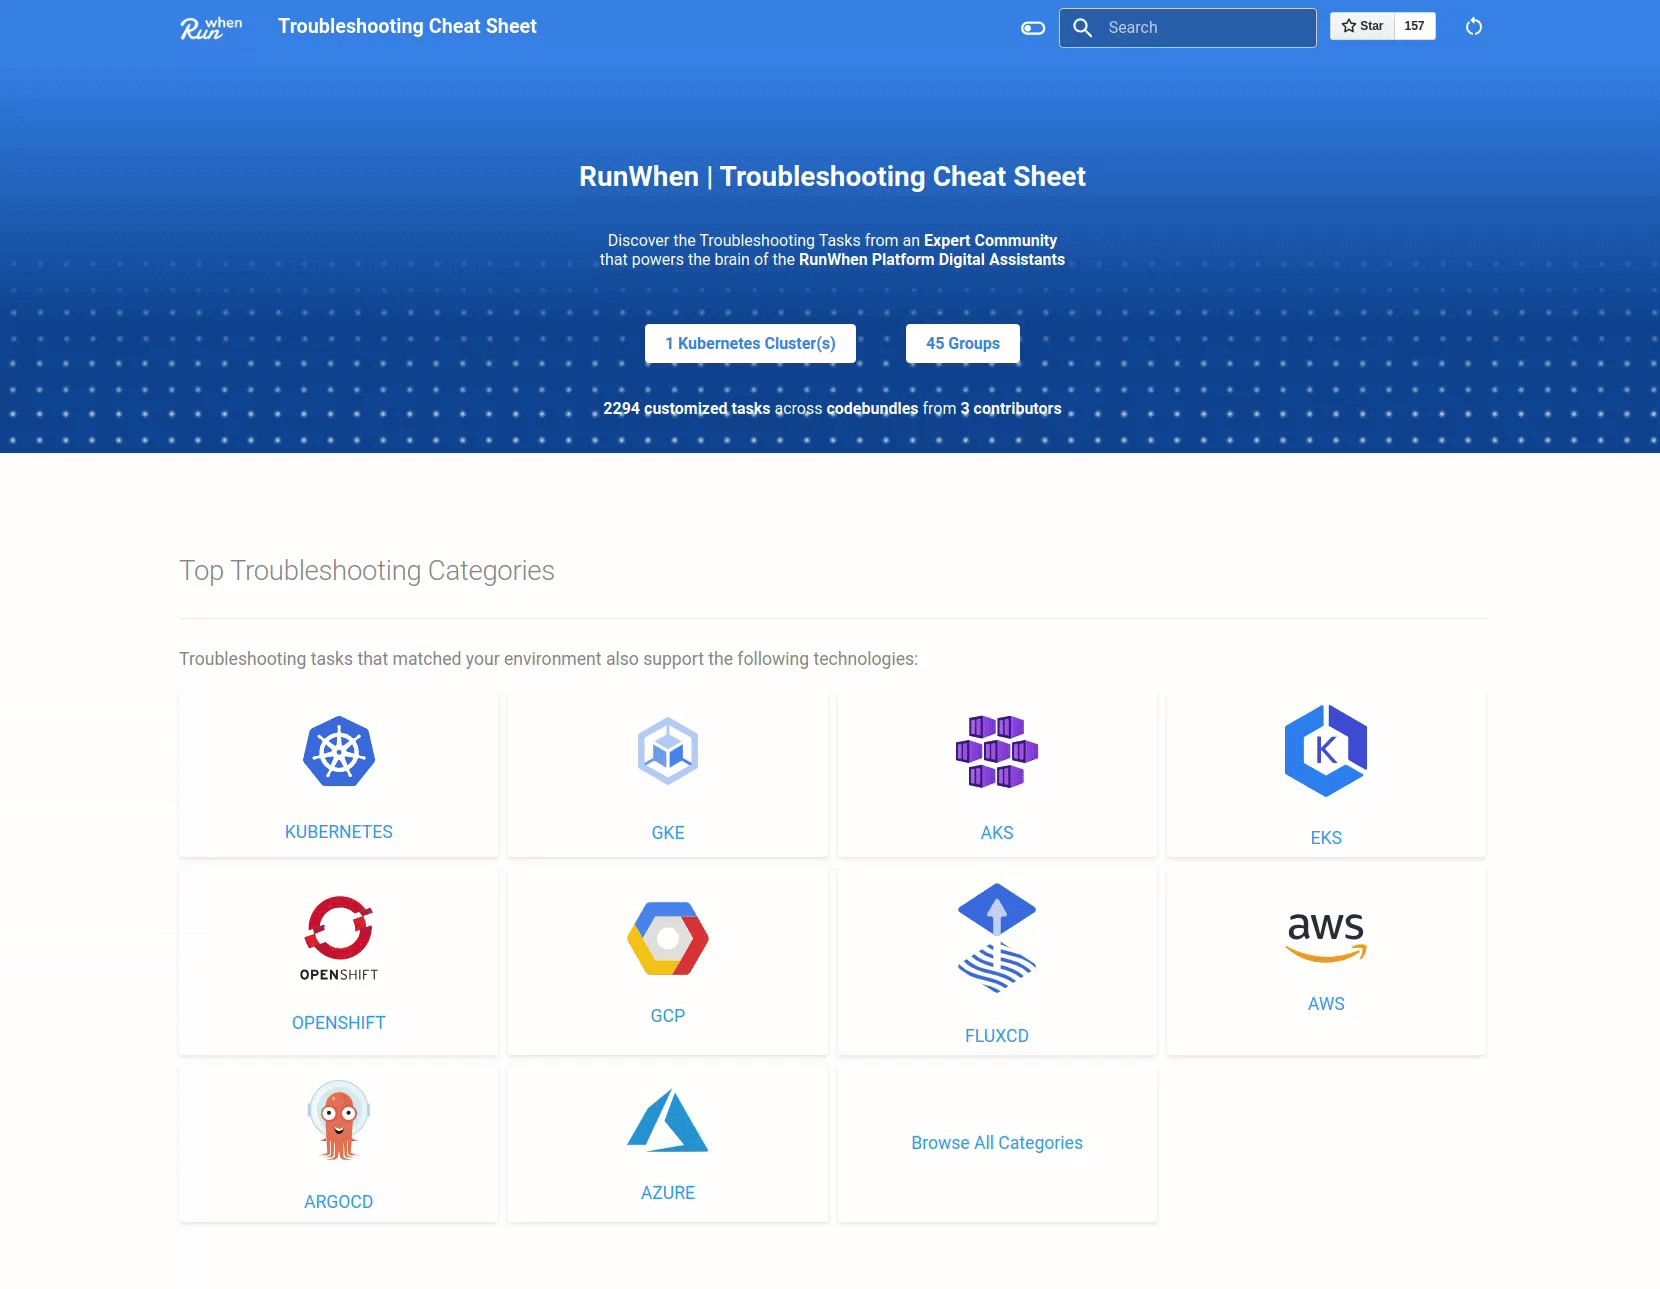 Run when
Troubleshooting Cheat Sheet
Search
Star
157
RunWhen | Troubleshooting Cheat Sheet
Discover the Troubleshooting Tasks from an Expert Community
that powers the brain of the RunWhen Platform Digital Assistants
1 Kubernetes Cluster(s)
45 Groups
2294 customized tasks across codebundles from 3 contributors
Top Troubleshooting Categories
Troubleshooting tasks that matched your environment also support the following technologies:
KUBERNETES
GKE
AKS
K
EKS
OPENSHIFT
OPENSHIFT
GCP
FLUXCD
aws
AWS
ARGOCD
AZURE
Browse All Categories